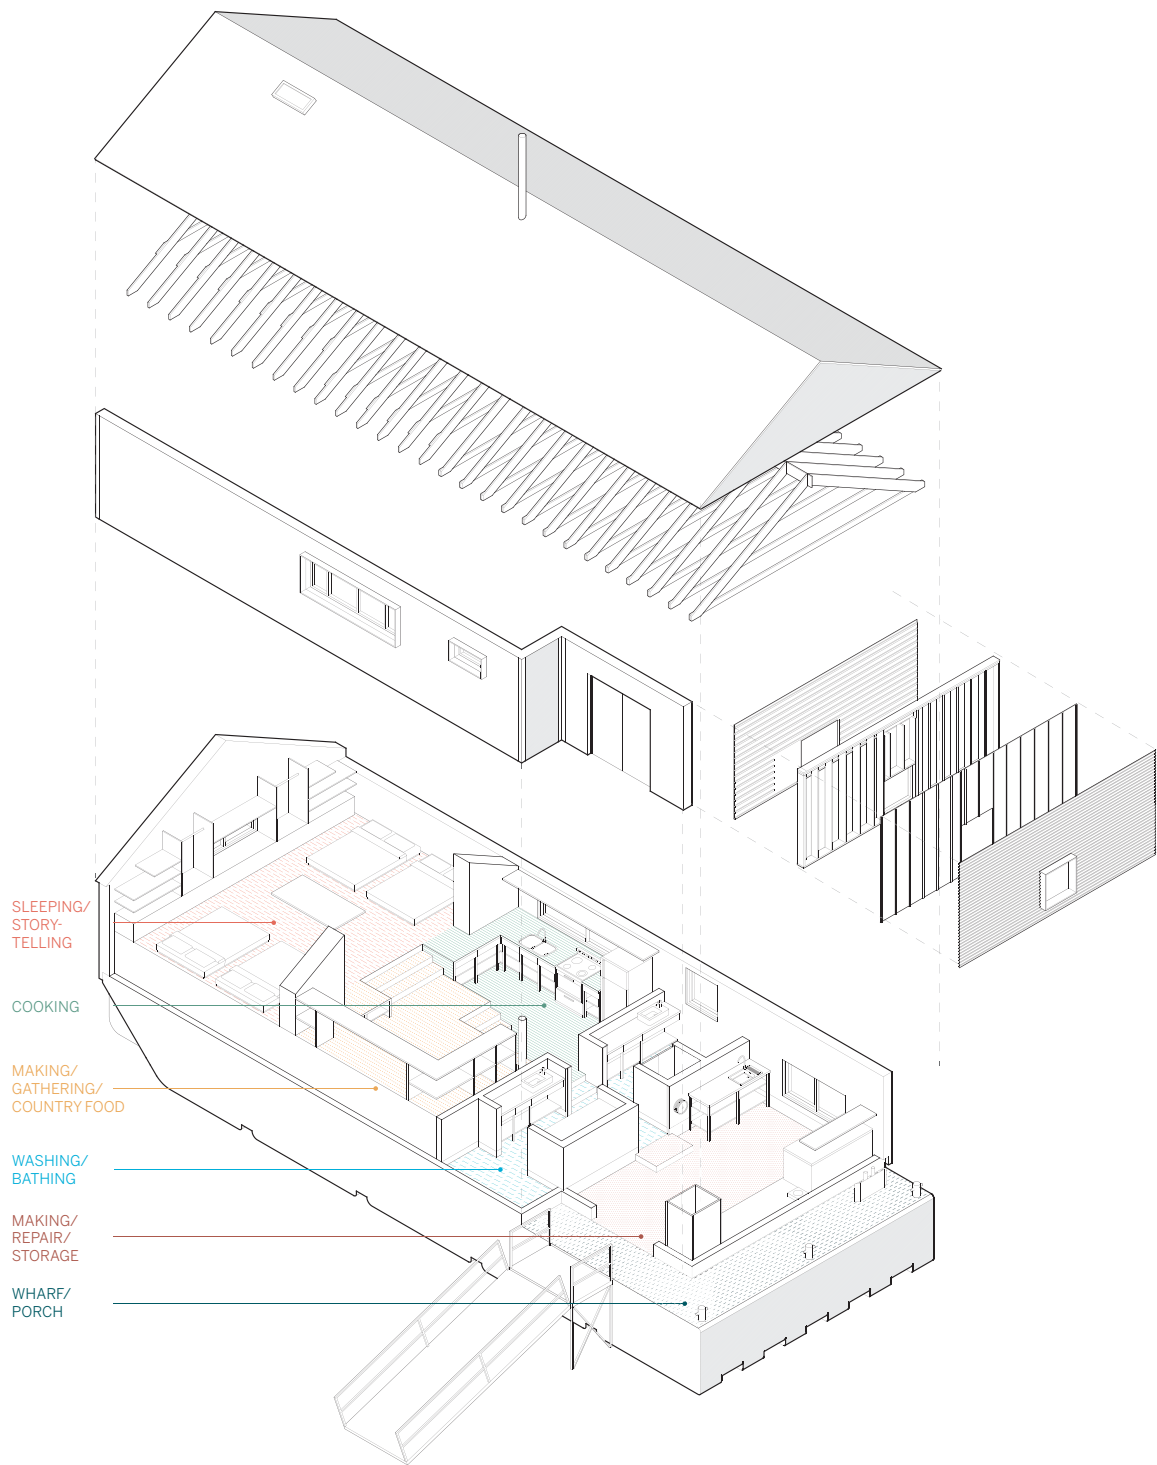 SLEEPING/
STORY-
TELLING
COOKING
MAKING/
GATHERING/
COUNTRY FOOD
WASHING/
BATHING
MAKING/
REPAIR/
STORAGE
WHARF/
PORCH